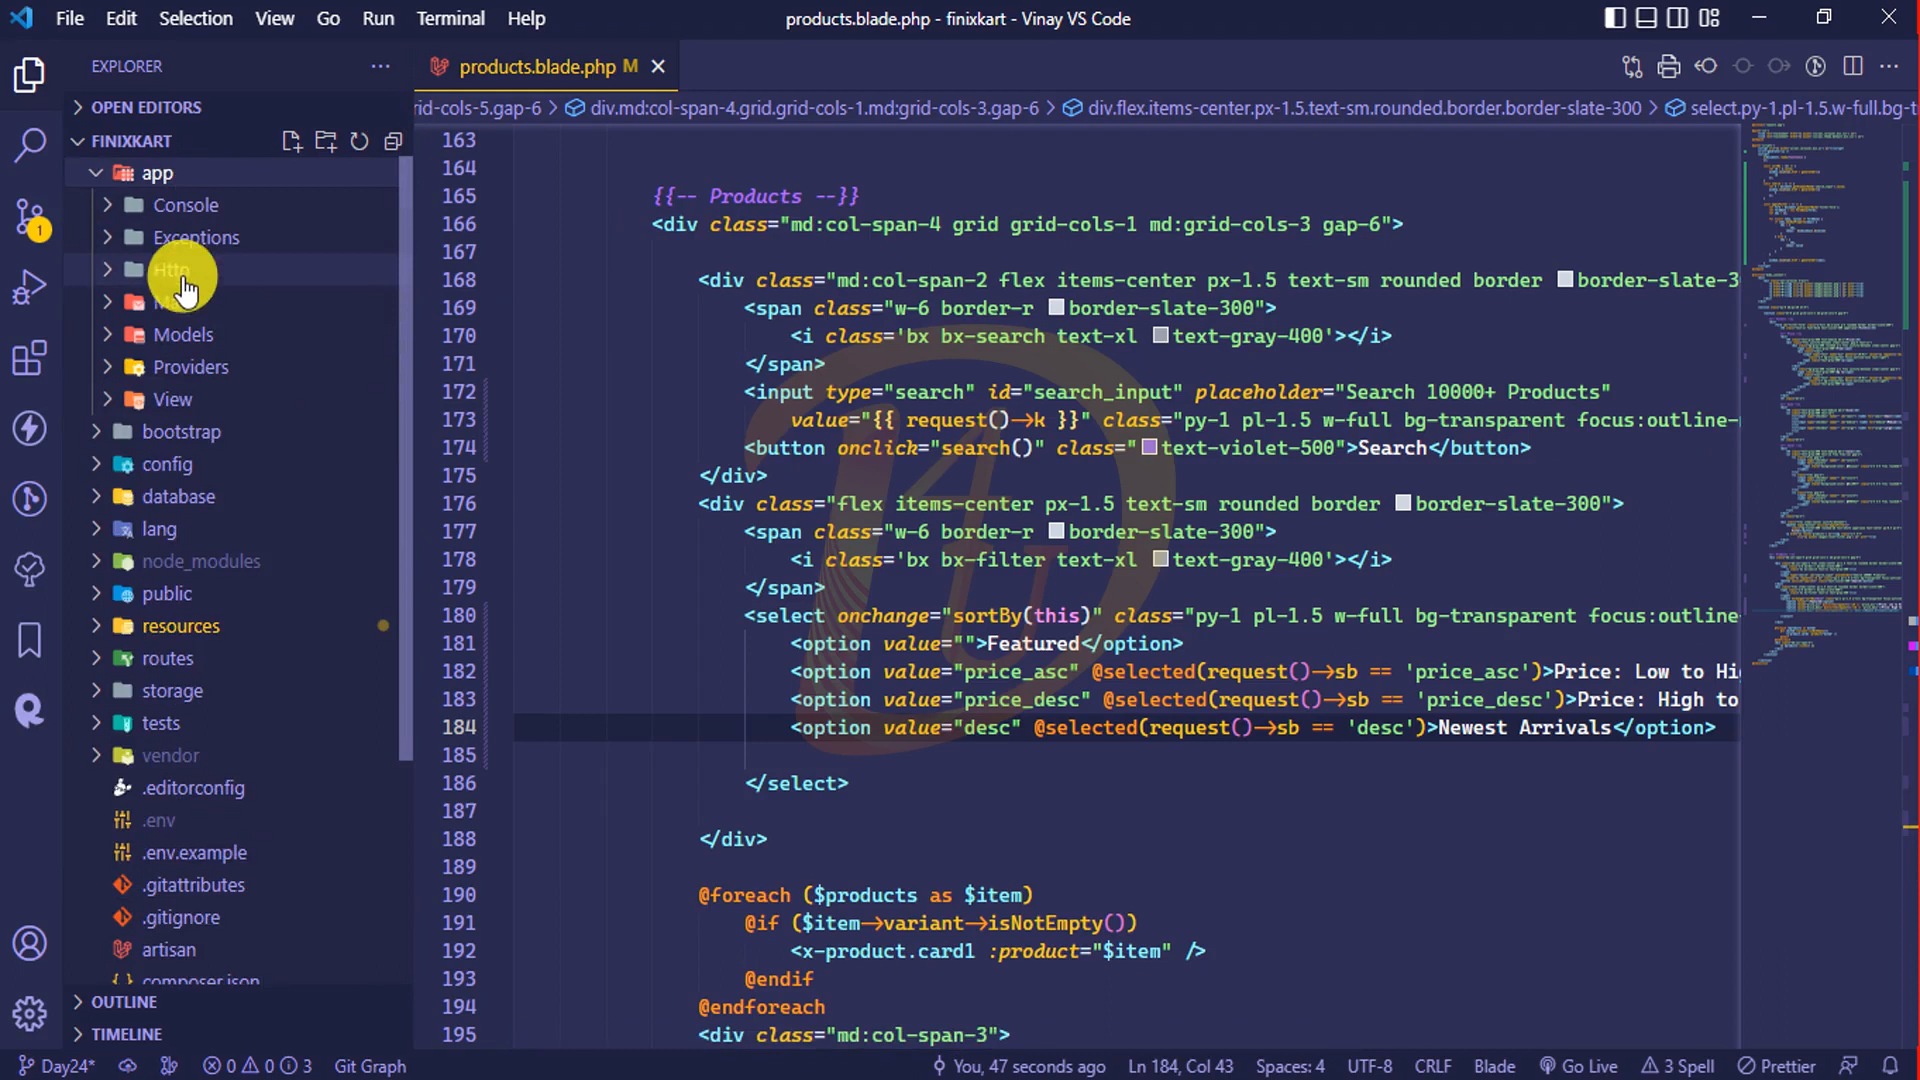 File Edit Selection View Go Run Terminal Help
products.blade.php - finixkart - Vinay VS Code
EXPLORER
products.blade.php M
OPEN EDITORS
rid-cols-5.gap-6 > div.md:col-span-4.grid.grid-cols-1.md:grid-cols-3.gap-6 > div.flex.items-center.px-1.5.text-sm.rounded.border.border-slate-300 > select.py-1.pl-1.5.w-full.bg-t
FINIXKART
app
Console
Exceptions
Http
Models
Providers
View
bootstrap
config
database
lang
node_modules
public
resources
routes
storage
tests
vendor
.editorconfig
.env
.env.example
.gitattributes
.gitignore
artisan
composer.json
OUTLINE
TIMELINE
163
164
165 {{-- Products --}}
166 <div class="md:col-span-4 grid grid-cols-1 md:grid-cols-3 gap-6">
167
168 <div class="md:col-span-2 flex items-center px-1.5 text-sm rounded border border-slate-3
169 <span class="w-6 border-r border-slate-300">
170 <i class='bx bx-search text-xl text-gray-400'></i>
171 </span>
172 <input type="search" id="search_input" placeholder="Search 10000+ Products"
173 value="{{ request()->k }}" class="py-1 pl-1.5 w-full bg-transparent focus:outline-
174 <button onclick="search()" class="text-violet-500">Search</button>
175 </div>
176 <div class="flex items-center px-1.5 text-sm rounded border border-slate-300">
177 <span class="w-6 border-r border-slate-300">
178 <i class='bx bx-filter text-xl text-gray-400'></i>
179 </span>
180 <select onchange="sortBy(this)" class="py-1 pl-1.5 w-full bg-transparent focus:outline-
181 <option value="">Featured</option>
182 <option value="price_asc" @selected(request()->sb == 'price_asc')>Price: Low to Hi
183 <option value="price_desc" @selected(request()->sb == 'price_desc')>Price: High to
184 <option value="desc" @selected(request()->sb == 'desc')>Newest Arrivals</option>
185
186 </select>
187
188 </div>
189
190 @foreach ($products as $item)
191 @if ($item->variant->isNotEmpty())
192 <x-product.card1 :product="$item" />
193 @endif
194 @endforeach
195 <div class="md:col-span-3">
1
Day24* 0 0 3 Git Graph You, 47 seconds ago Ln 184, Col 43 Spaces: 4 UTF-8 CRLF Blade Go Live 3 Spell Prettier